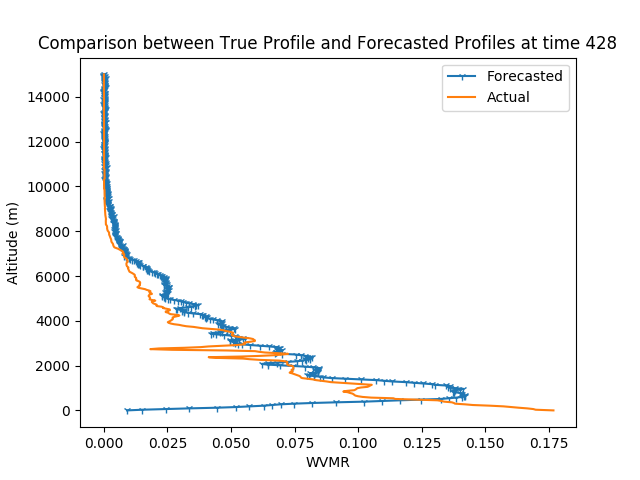 Comparison between True Profile and Forecasted Profiles at time 428
Forecasted
Actual
14000
12000
10000
8000
6000
4000
2000
0
Altitude (m)
0.000 0.025 0.050 0.075 0.100 0.125 0.150 0.175
WVMR